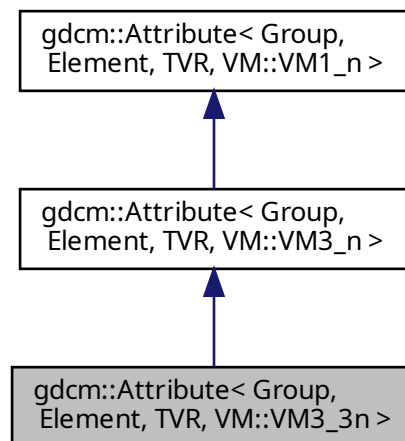 gdcm::Attribute< Group,
Element, TVR, VM::VM1_n >
gdcm::Attribute< Group,
Element, TVR, VM::VM3_n >
gdcm::Attribute< Group,
Element, TVR, VM::VM3_3n >